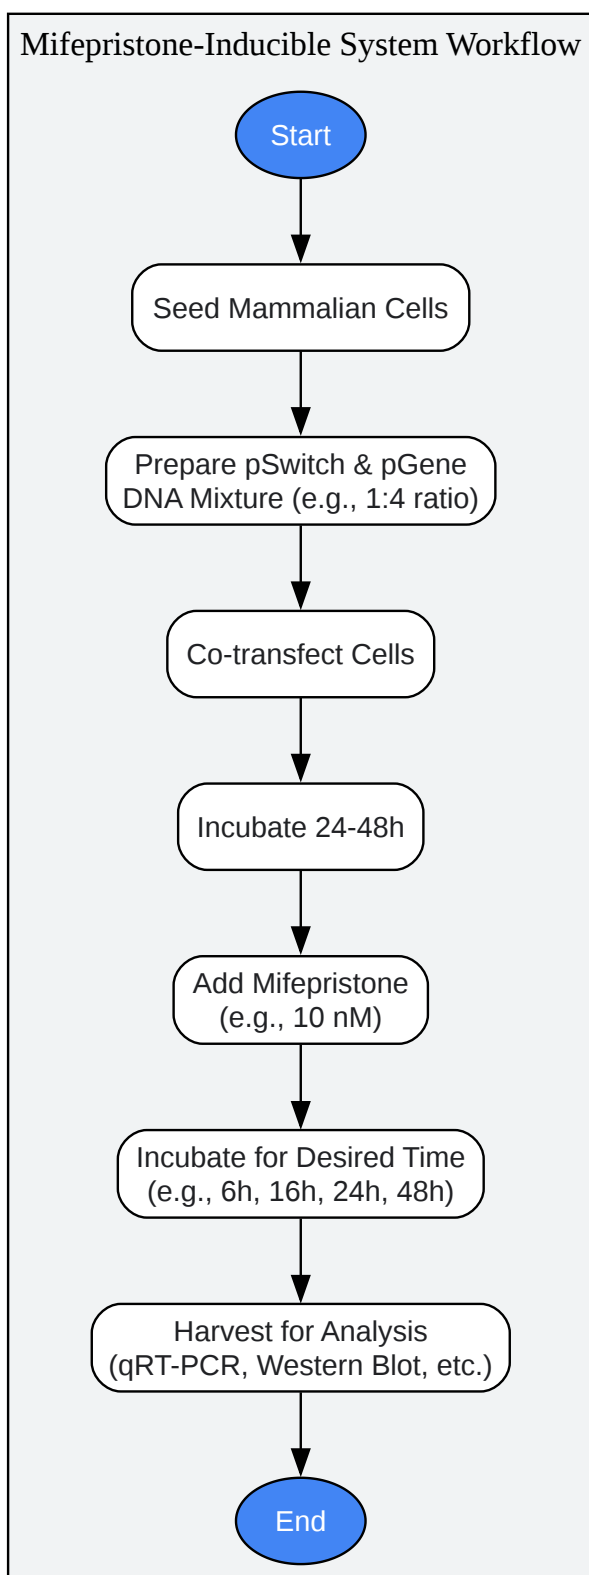 Mifepristone-Inducible System Workflow
Start
Seed Mammalian Cells
Prepare pSwitch & pGene
DNA Mixture (e.g., 1:4 ratio)
Co-transfect Cells
Incubate 24-48h
Add Mifepristone
(e.g., 10 nM)
Incubate for Desired Time
(e.g., 6h, 16h, 24h, 48h)
Harvest for Analysis
(qRT-PCR, Western Blot, etc.)
End